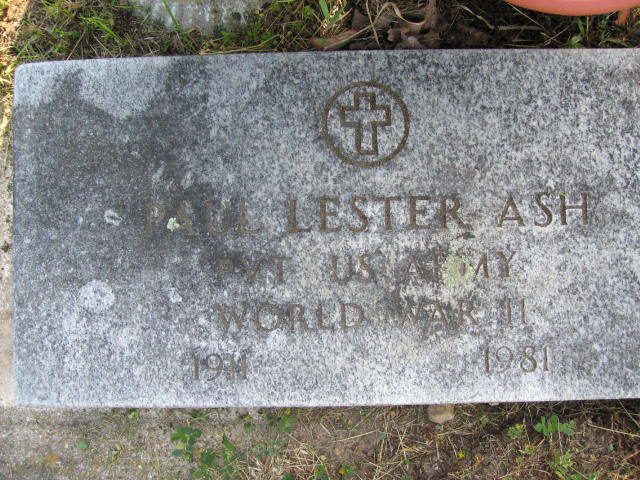 PAUL LESTER ASH
PVT US ARMY
WORLD WAR II
1911 1981